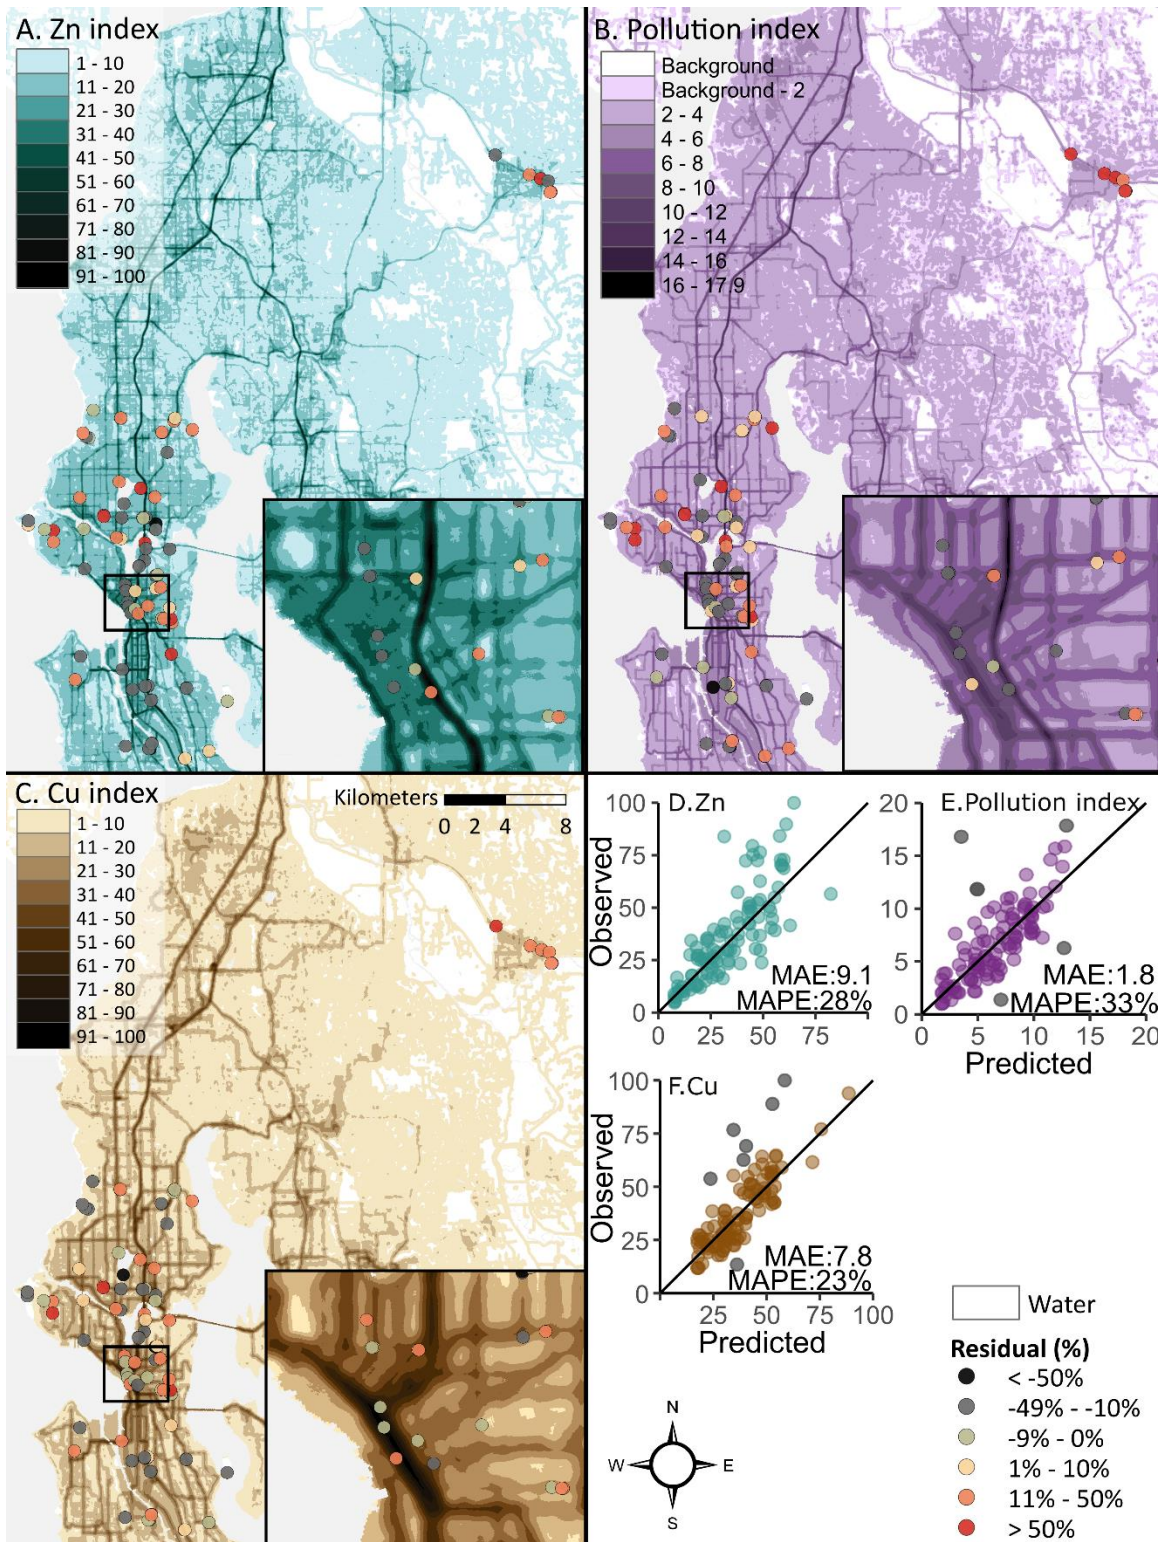 A. Zn index
1 - 10
11 - 20
21 - 30
31 - 40
41 - 50
51 - 60
61 - 70
71 - 80
81 - 90
91 - 100
B. Pollution index
Background
Background - 2
2 - 4
4 - 6
6 - 8
8 - 10
10 - 12
12 - 14
14 - 16
16 - 17.9
C. Cu index
1 - 10
11 - 20
21 - 30
31 - 40
41 - 50
51 - 60
61 - 70
71 - 80
81 - 90
91 - 100
Kilometers
0 2 4 8
D.Zn
Observed
100
75
50
25
0
0 25 50 75
MAE:9.1
MAPE:28%
E.Pollution index
20
15
10
5
0
0 5 10 15 20
MAE:1.8
MAPE:33%
Predicted
F.Cu
Observed
100
75
50
25
0
25 50 75 100
MAE:7.8
MAPE:23%
Predicted
Water
Residual (%)
< -50%
-49% - -10%
-9% - 0%
1% - 10%
11% - 50%
> 50%
N
W E
S